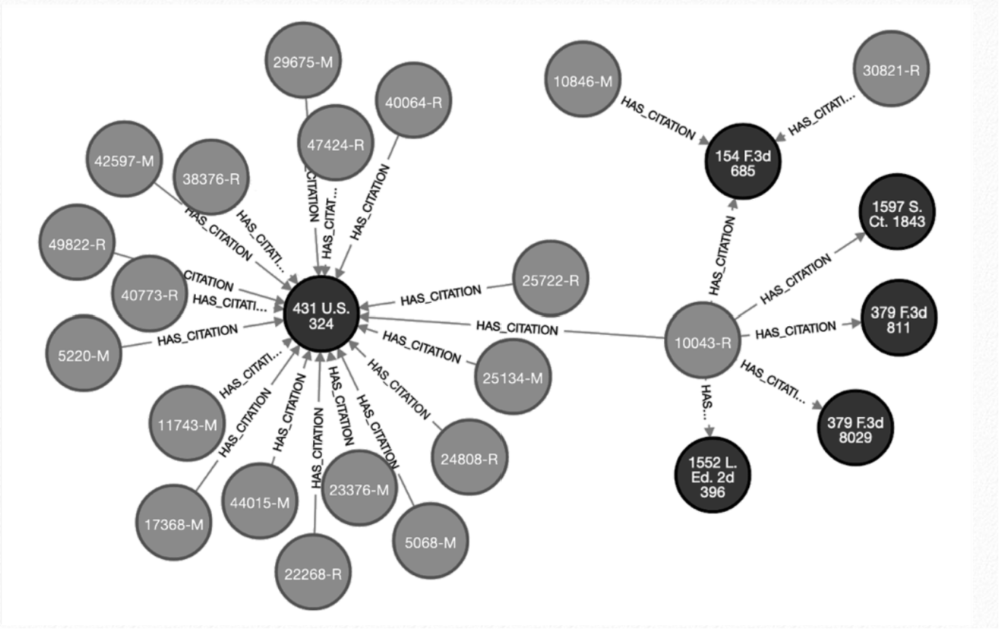 29675-M
40064-R
47424-R
42597-M
38376-R
49822-R
40773-R
5220-M
11743-M
17368-M
44015-M
22268-R
23376-M
5068-M
24808-R
25134-M
25722-R
431 U.S.
324
CITATION
HAS_CITAT...
HAS_CITATION
HAS_CITATION
HAS_CITATI...
CITATION
HAS_CITATI...
HAS_CITATION
HAS_CITATI...
HAS_CITATION
HAS_CITATION
HAS_CITATION
HAS_CITATION
HAS_CITATION
HAS_CITATION
HAS_CITATION
HAS_CITATION
HAS_CITATION
10846-M
30821-R
HAS_CITATION
HAS_CITATI...
154 F.3d
685
HAS_CITATION
1597 S.
Ct. 1843
HAS_CITATION
379 F.3d
811
HAS_CITATION
10043-R
HAS_CITATI...
379 F.3d
8029
HAS...
1552 L.
Ed. 2d
396